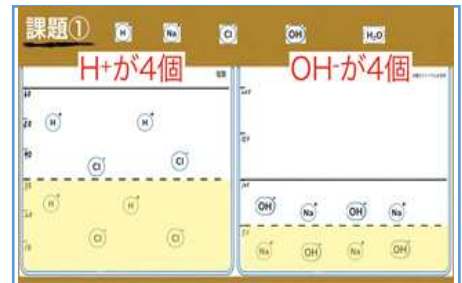 課題① H Na Cl OH H₂O
H+が4個 OH-が4個
H+ H+
Cl- Cl-
H+ H+
Cl- Cl-
OH- Na+ OH- Na+
Na+ OH- Na+ OH-